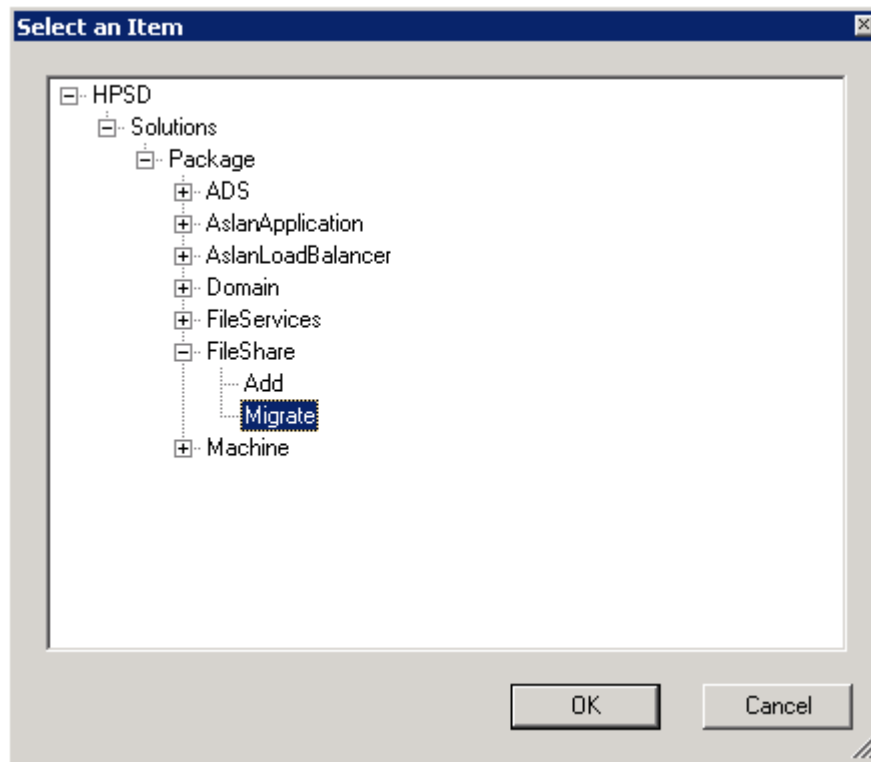 Select an Item
HPSD
Solutions
Package
ADS
AslanApplication
AslanLoadBalancer
Domain
FileServices
FileShare
Add
Migrate
Machine
OK Cancel